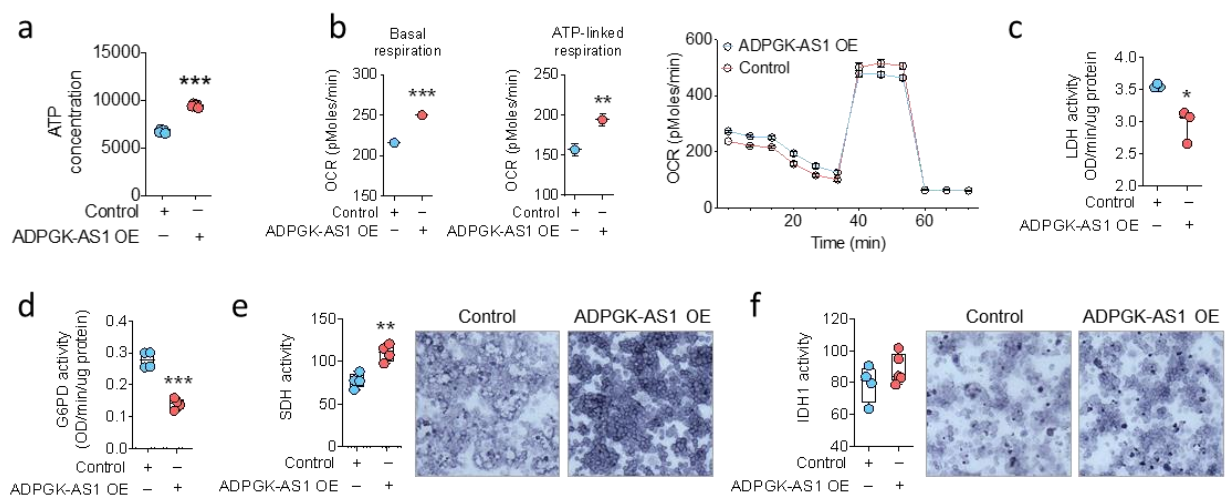 a
ATP
concentration
15000
10000
5000
0
***
Control
+
–
ADPGK-AS1 OE
–
+
b
Basal
respiration
OCR (pMoles/min)
300
250
200
150
***
Control
+
–
ADPGK-AS1 OE
–
+
ATP-linked
respiration
OCR (pMoles/min)
250
200
150
100
**
Control
+
–
ADPGK-AS1 OE
–
+
OCR (pMoles/min)
600
400
200
0
ADPGK-AS1 OE
Control
20
40
60
Time (min)
c
LDH activity
OD/min/ug protein
4.0
3.5
3.0
2.5
2.0
*
Control
+
–
ADPGK-AS1 OE
–
+
d
G6PD activity
(OD/min/ug protein)
0.4
0.3
0.2
0.1
0.0
***
Control
+
–
ADPGK-AS1 OE
–
+
e
SDH activity
150
100
50
0
**
Control
+
–
ADPGK-AS1 OE
–
+
Control
ADPGK-AS1 OE
f
IDH1 activity
120
100
80
60
40
Control
+
–
ADPGK-AS1 OE
–
+
Control
ADPGK-AS1 OE